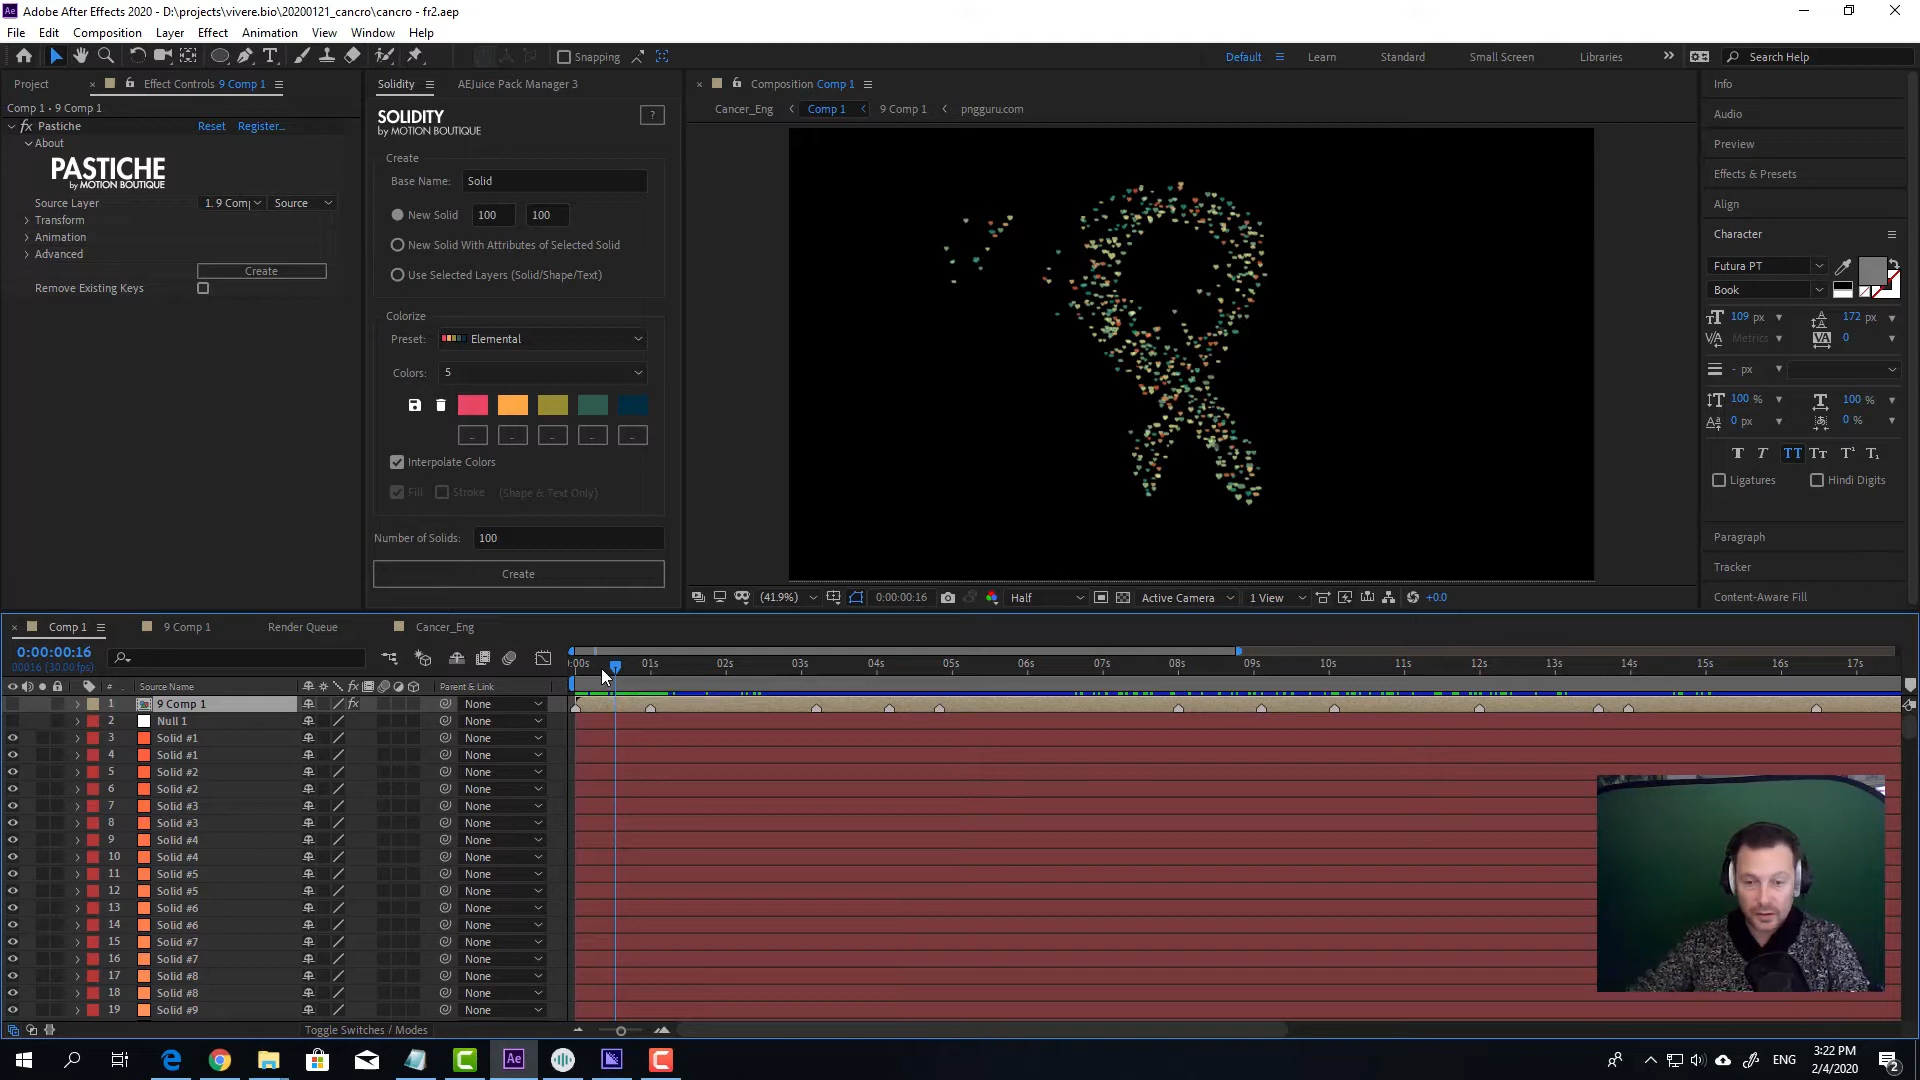 Adobe After Effects 2020 - D:\projects\vivere.bio\20200121_cancro\cancro - fr2.aep
File Edit Composition Layer Effect Animation View Window Help
Snapping
Default Learn Standard Small Screen Libraries Search Help
Project Effect Controls 9 Comp 1
Comp 1 • 9 Comp 1
fx Pastiche Reset Register...
About
PASTICHE
by MOTION BOUTIQUE
Source Layer 1. 9 Comp Source
Transform
Animation
Advanced
Create
Remove Existing Keys
Solidity AEJuice Pack Manager 3
SOLIDITY ?
by MOTION BOUTIQUE
Create
Base Name: Solid
New Solid 100 100
New Solid With Attributes of Selected Solid
Use Selected Layers (Solid/Shape/Text)
Colorize
Preset: Elemental
Colors: 5
Interpolate Colors
Fill Stroke (Shape & Text Only)
Number of Solids: 100
Create
Composition Comp 1
Cancer_Eng Comp 1 9 Comp 1 pngguru.com
(41.9%) 0:00:00:16 Half Active Camera 1 View +0.0
Info
Audio
Preview
Effects & Presets
Align
Character
Futura PT
Book
109 px 172 px
Metrics 0
- px
100 % 100 %
0 px 0 %
Ligatures Hindi Digits
Paragraph
Tracker
Content-Aware Fill
Comp 1 9 Comp 1 Render Queue Cancer_Eng
0:00:00:16
00016 (30.00 fps)
:00s 01s 02s 03s 04s 05s 06s 07s 08s 09s 10s 11s 12s 13s 14s 15s 16s 17s
# Source Name fx Parent & Link
1 9 Comp 1 fx None
2 Null 1 None
3 Solid #1 None
4 Solid #1 None
5 Solid #2 None
6 Solid #2 None
7 Solid #3 None
8 Solid #3 None
9 Solid #4 None
10 Solid #4 None
11 Solid #5 None
12 Solid #5 None
13 Solid #6 None
14 Solid #6 None
15 Solid #7 None
16 Solid #7 None
17 Solid #8 None
18 Solid #8 None
19 Solid #9 None
Toggle Switches / Modes
ENG 3:22 PM
2/4/2020 2